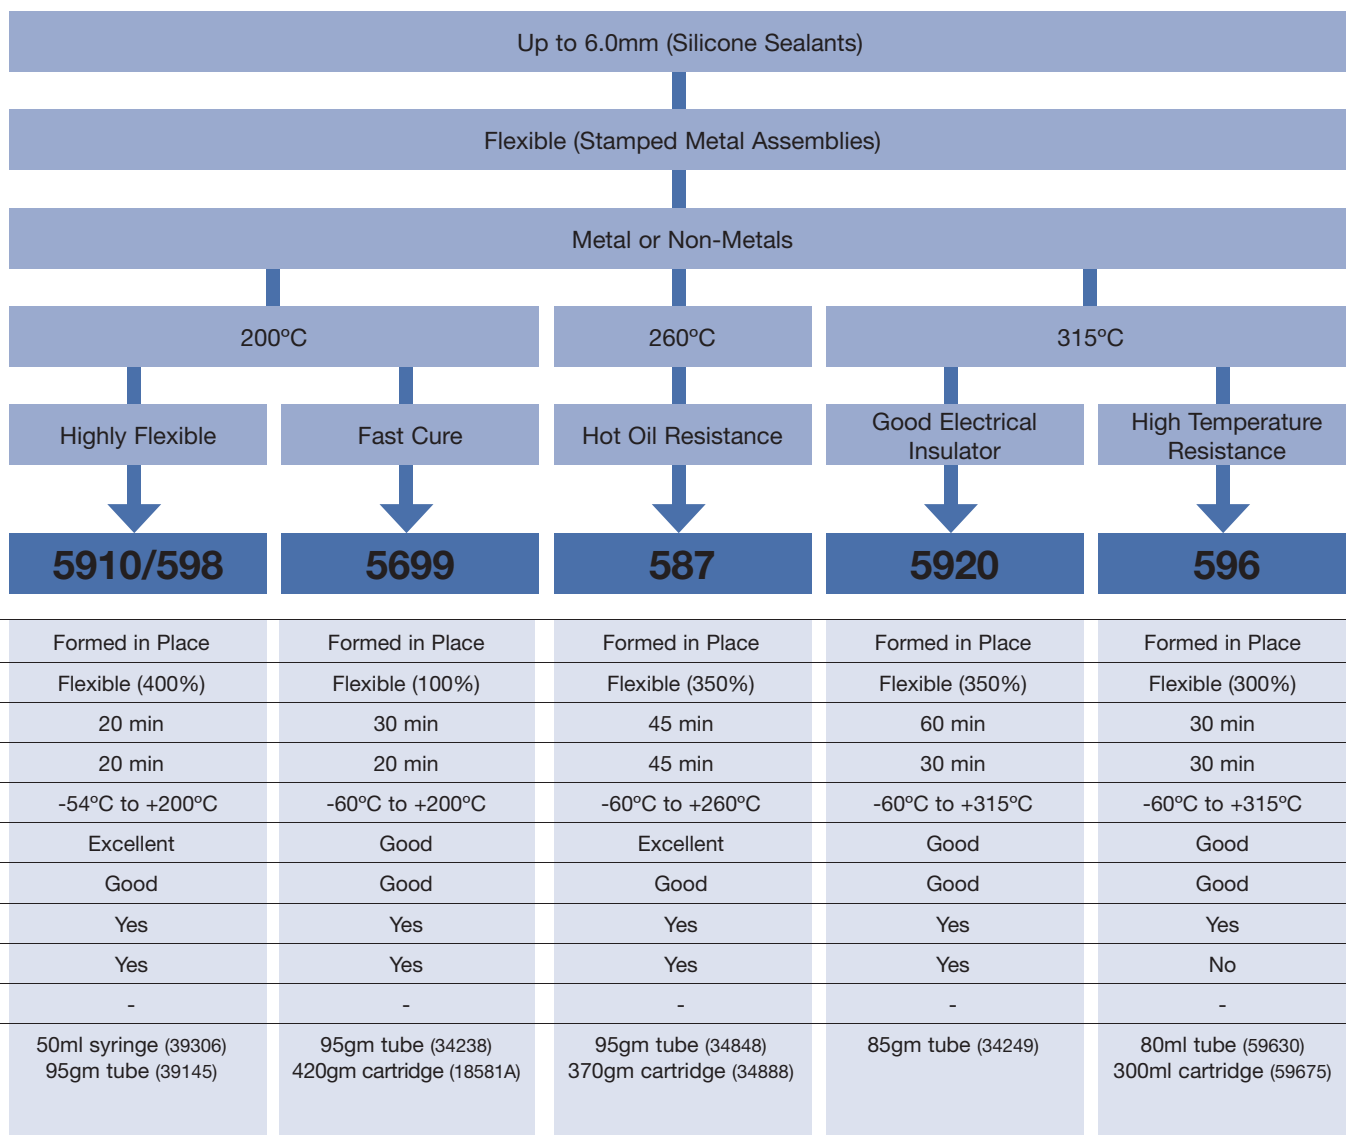 Up to 6.0mm (Silicone Sealants)
Flexible (Stamped Metal Assemblies)
Metal or Non-Metals
200ºC 260ºC 315ºC
Highly Flexible Fast Cure Hot Oil Resistance Good Electrical Insulator High Temperature Resistance
5910/598 5699 587 5920 596
Formed in Place Formed in Place Formed in Place Formed in Place Formed in Place
Flexible (400%) Flexible (100%) Flexible (350%) Flexible (350%) Flexible (300%)
20 min 30 min 45 min 60 min 30 min
20 min 20 min 45 min 30 min 30 min
-54ºC to +200ºC -60ºC to +200ºC -60ºC to +260ºC -60ºC to +315ºC -60ºC to +315ºC
Excellent Good Excellent Good Good
Good Good Good Good Good
Yes Yes Yes Yes Yes
Yes Yes Yes Yes No
- - - - -
50ml syringe (39306) 95gm tube (34238) 95gm tube (34848) 85gm tube (34249) 80ml tube (59630)
95gm tube (39145) 420gm cartridge (18581A) 370gm cartridge (34888) 300ml cartridge (59675)